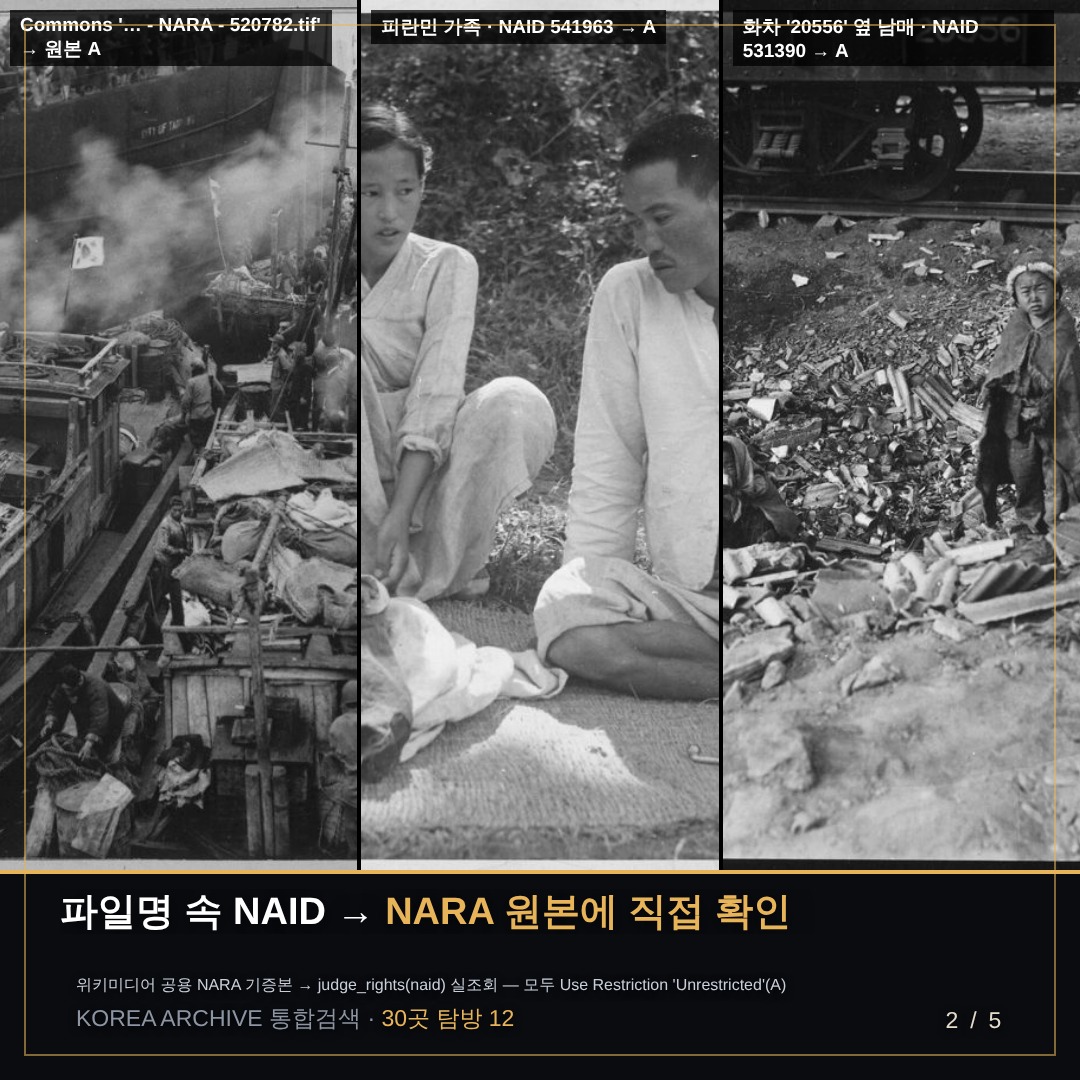 Commons '… - NARA - 520782.tif'
→ 원본 A
피란민 가족 · NAID 541963 → A
화차 '20556' 옆 남매 · NAID
531390 → A
20556
파일명 속 NAID → NARA 원본에 직접 확인
위키미디어 공용 NARA 기증본 → judge_rights(naid) 실조회 — 모두 Use Restriction 'Unrestricted'(A)
KOREA ARCHIVE 통합검색 · 30곳 탐방 12
2 / 5